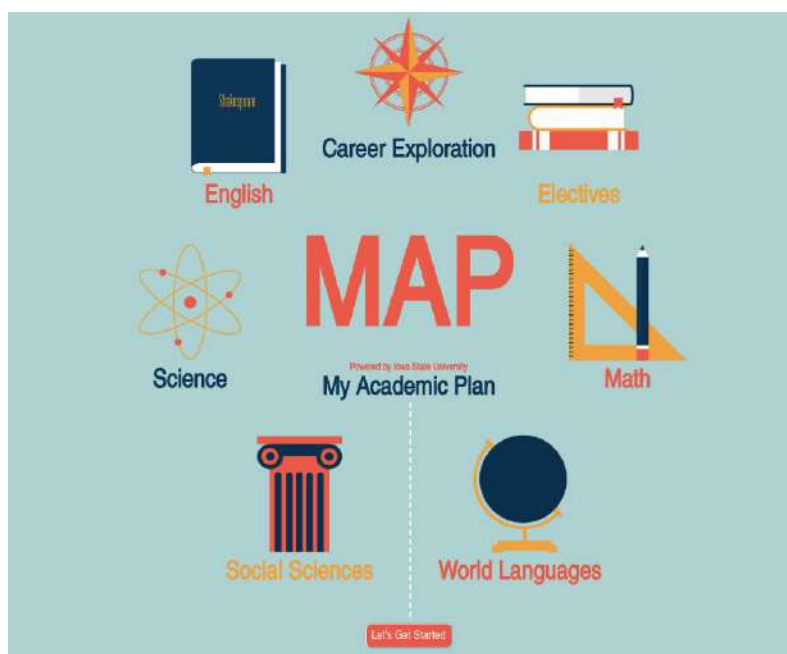 Shakespeare
Career Exploration
English
Electives
MAP
Powered by Iowa State University
My Academic Plan
Science
Math
Social Sciences
World Languages
Let's Get Started